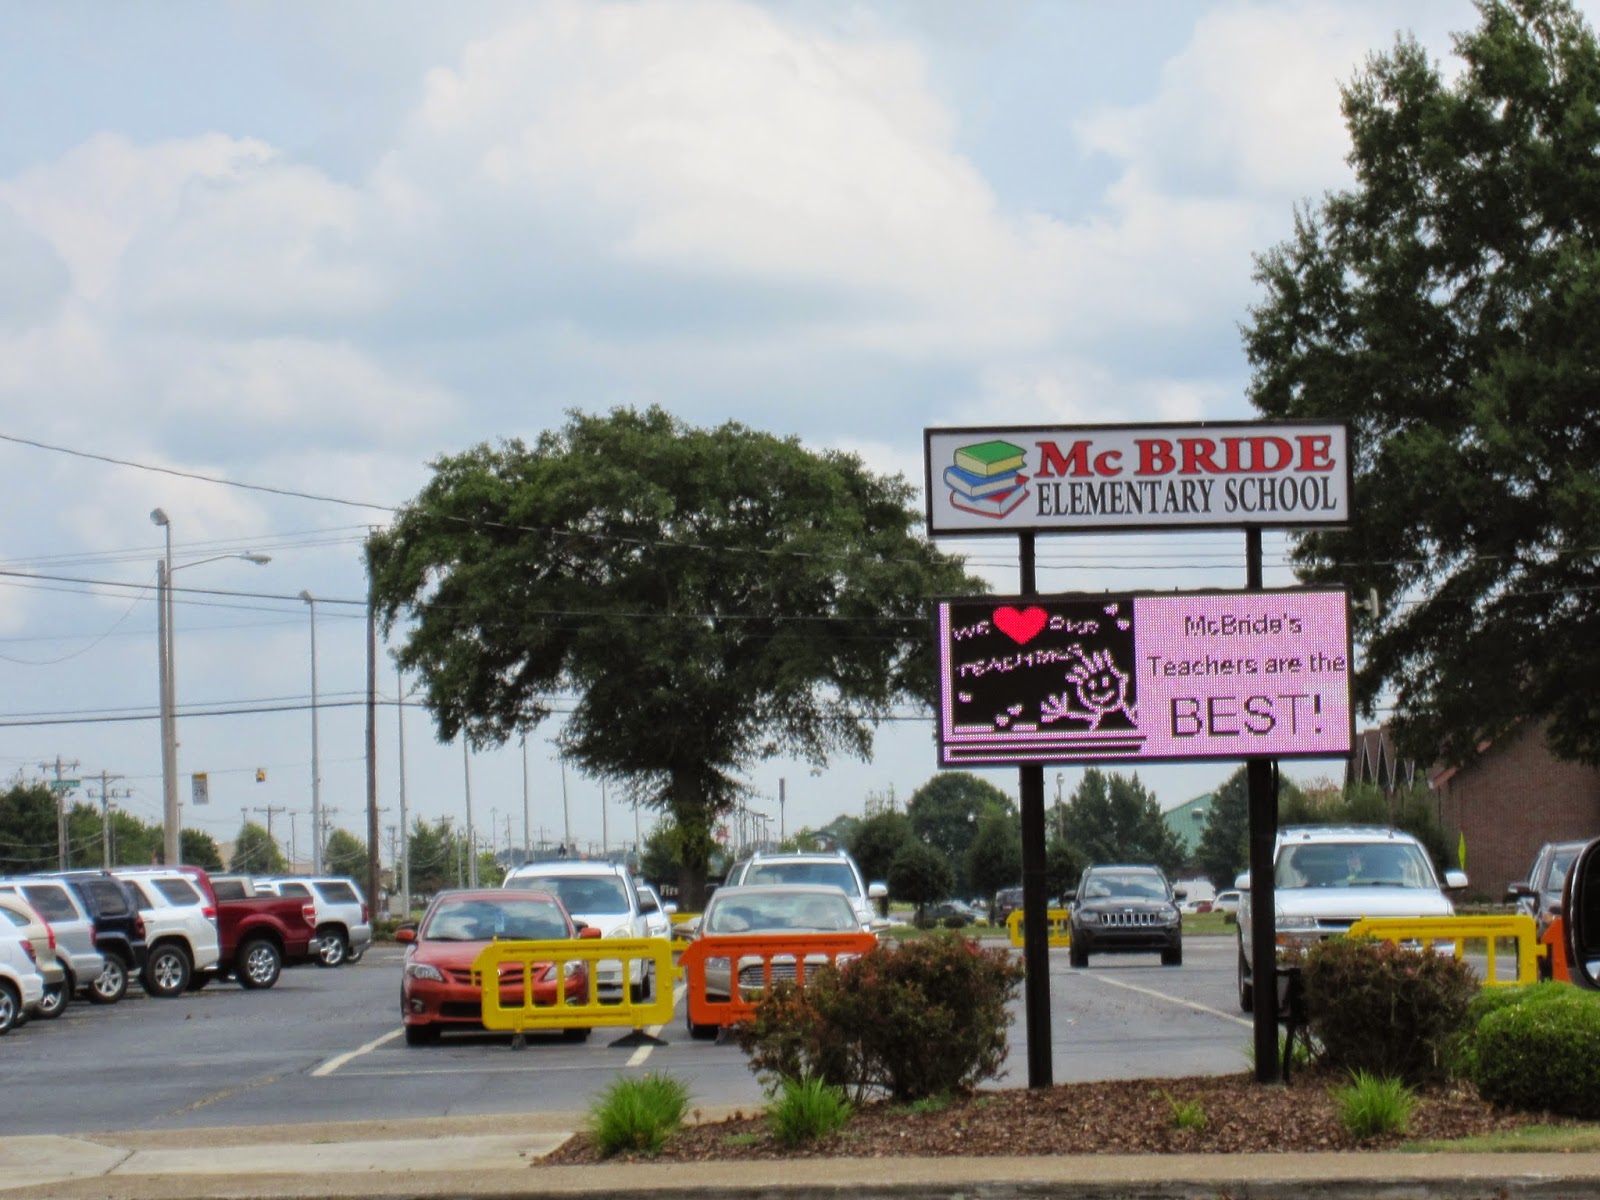 Mc BRIDE
ELEMENTARY SCHOOL
WE OUR
TEACHERS
McBride's
Teachers are the
BEST!